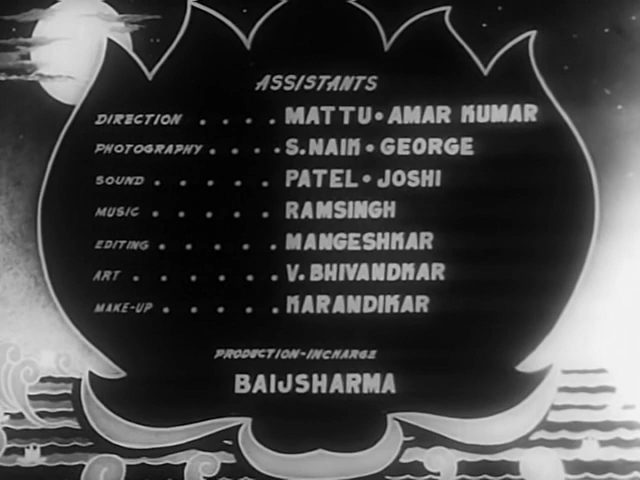 ASSISTANTS
DIRECTION . . . . MATTU • AMAR KUMAR
PHOTOGRAPHY . . . . S. NAIK • GEORGE
SOUND . . . . . PATEL • JOSHI
MUSIC . . . . . RAMSINGH
EDITING . . . . . MANGESHKAR
ART . . . . . . V. BHIVANDKAR
MAKE-UP . . . . . KARANDIKAR
PRODUCTION-INCHARGE
BAIJSHARMA